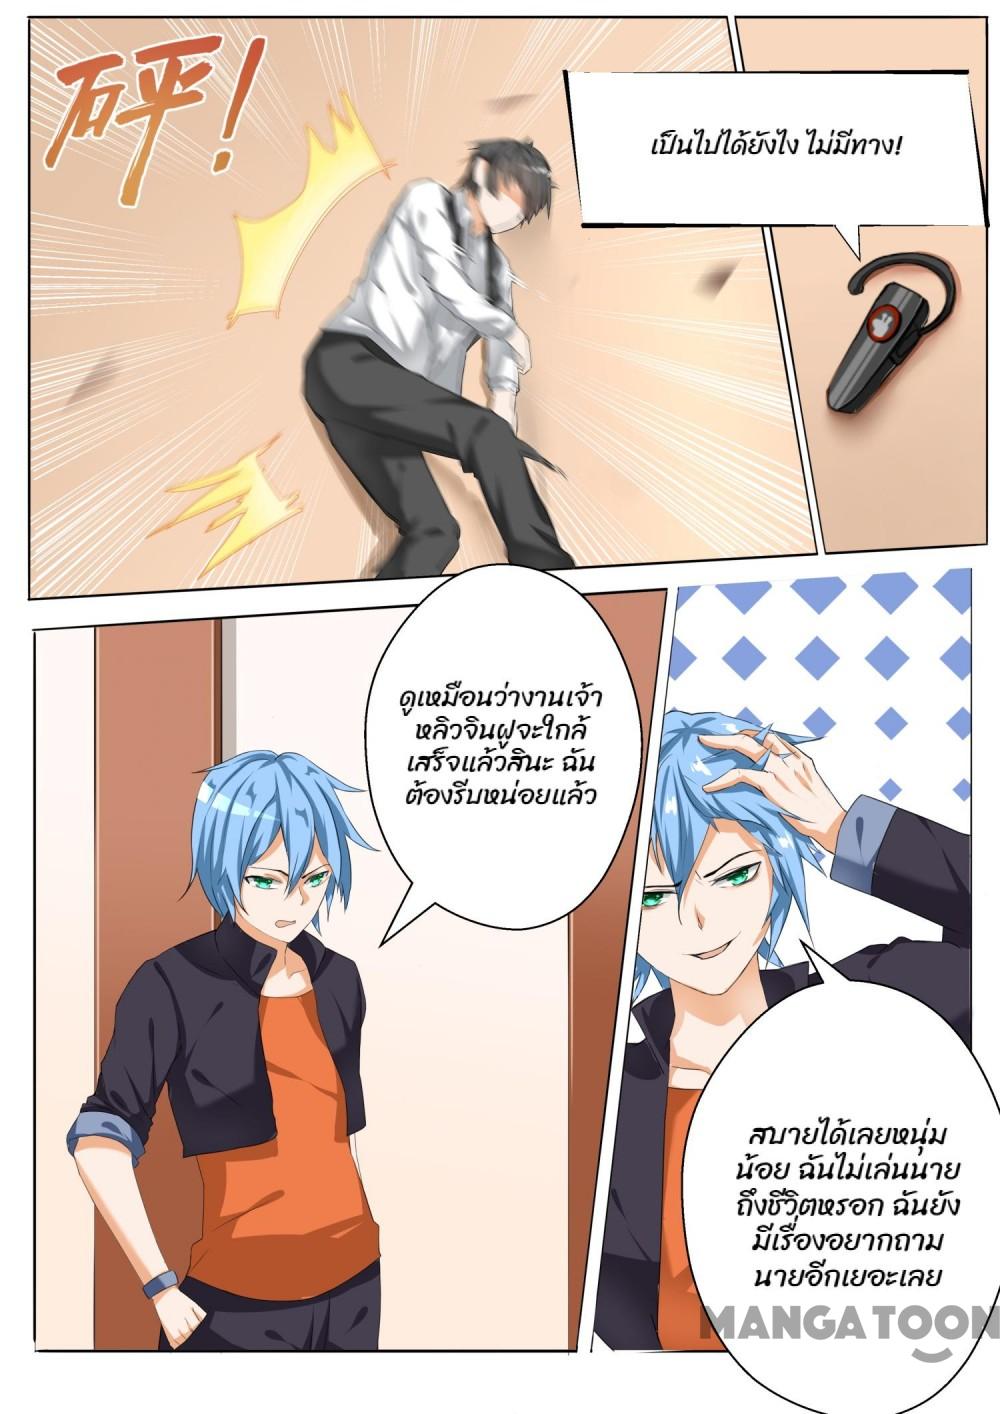 砰!
เป็นไปได้ยังไง ไม่มีทาง!
ดูเหมือนว่างานเจ้า
หลิวจินฝูจะใกล้
เสร็จแล้วสินะ ฉัน
ต้องรีบหน่อยแล้ว
สบายได้เลยหนุ่ม
น้อย ฉันไม่เล่นนาย
ถึงชีวิตหรอก ฉันยัง
มีเรื่องอยากถาม
นายอีกเยอะเลย
MANGATOON